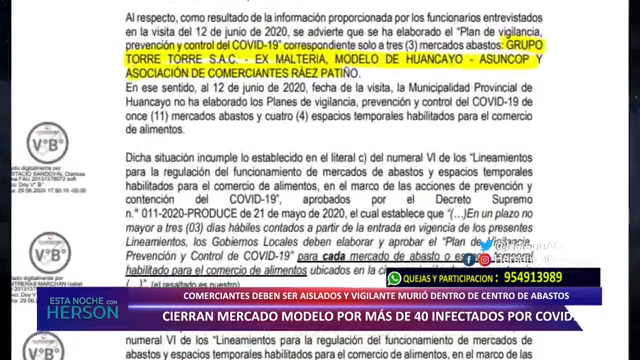 Al respecto, como resultado de la información proporcionada por los funcionarios entrevistados
en la visita del 12 de junio de 2020, se advierte que se ha elaborado el "Plan de vigilancia,
prevención y control del COVID-19" correspondiente solo a tres (3) mercados abastos: GRUPO
TORRE TORRE S.A.C. - EX MALTERIA, MODELO DE HUANCAYO - ASUNCOP Y
ASOCIACIÓN DE COMERCIANTES RÁEZ PATIÑO.
En ese sentido, al 12 de junio de 2020, fecha de la visita, la Municipalidad Provincial de
Huancayo no ha elaborado los Planes de vigilancia, prevención y control del COVID-19 de once
(11) mercados abastos y cuatro (4) espacios temporales habilitados para el comercio de
alimentos.
V°B°
Dicha situación incumple lo establecido en el literal c) del numeral VI de los "Lineamientos
para la regulación del funcionamiento de mercados de abastos y espacios temporales
habilitados para el comercio de alimentos, en el marco de las acciones de prevención y
contención del COVID-19", aprobados por el Decreto Supremo
n.° 011-2020-PRODUCE de 21 de mayo de 2020, el cual establece que "(…)En un plazo no
mayor a tres (03) días hábiles contados a partir de la entrada en vigencia de los presentes
Lineamientos, los Gobiernos Locales deben elaborar y aprobar el "Plan de Vigilancia,
Prevención y Control de COVID-19" para cada mercado de abasto o
habilitado para el comercio de alimentos ubicados en
V°B°
QUEJAS Y PARTICIPACION : 954913989
COMERCIANTES DEBEN SER AISLADOS Y VIGILANTE MURIÓ DENTRO DE CENTRO DE ABASTOS
ESTA NOCHE CON
HERSON
CIERRAN MERCADO MODELO POR MÁS DE 40 INFECTADOS POR COVID
numeral VI de los "Lineamientos
para la regulación del funcionamiento de mercados de abastos y espacios temporales